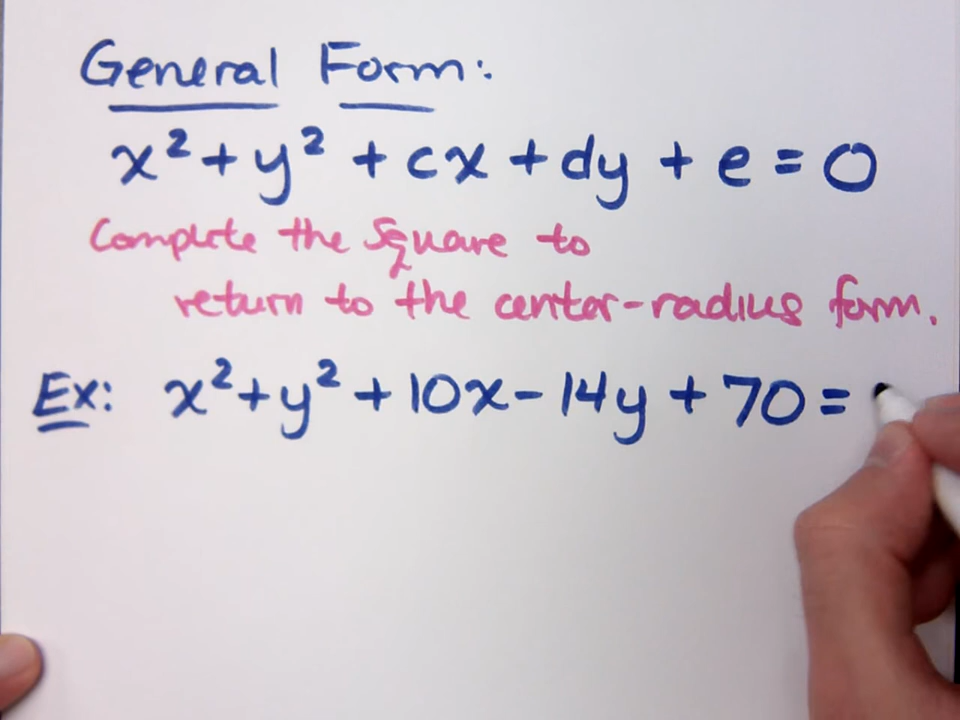 General Form:
x² + y² + cx + dy + e = 0
Complete the square to
return to the center-radius form.
Ex: x² + y² + 10x - 14y + 70 =